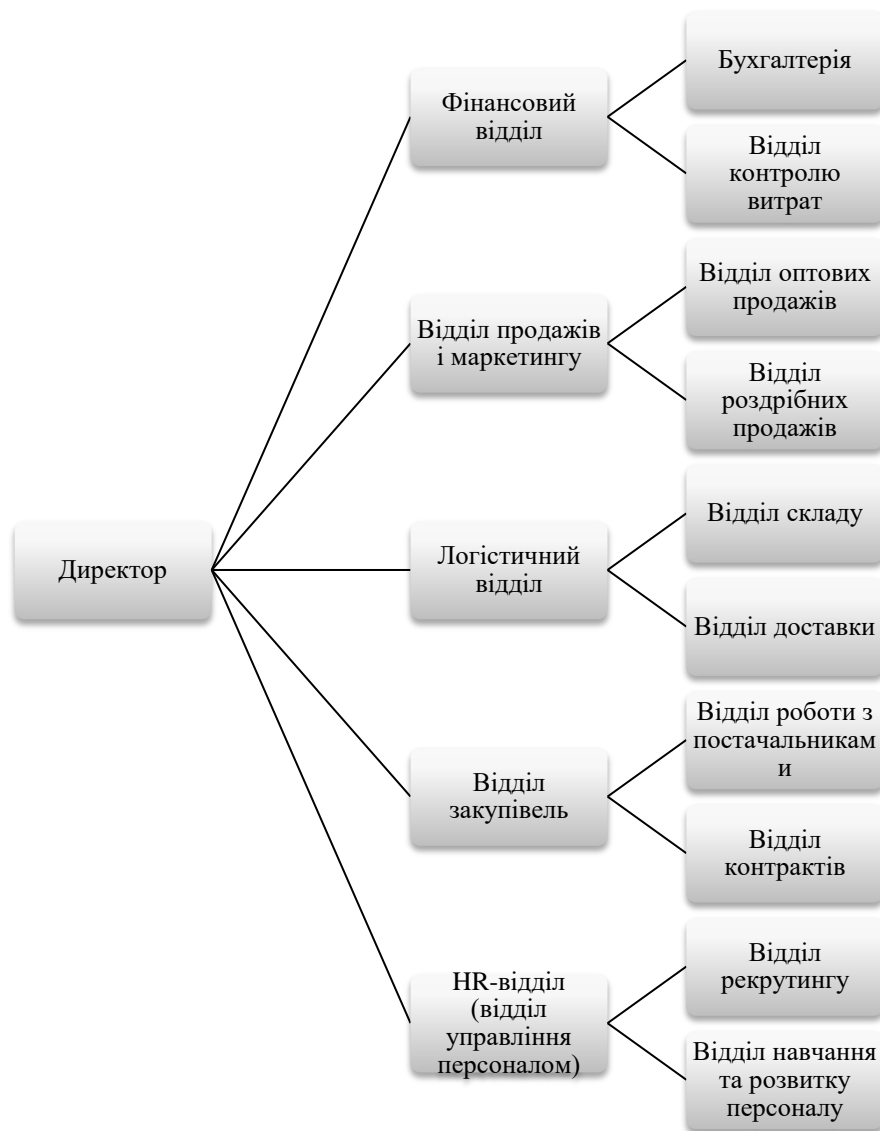 Бухгалтерія
Фінансовий
відділ
Відділ
контролю
витрат
Відділ оптових
продажів
Відділ продажів
і маркетингу
Відділ
роздрібних
продажів
Відділ складу
Директор
Логістичний
відділ
Відділ доставки
Відділ роботи з
постачальникам
и
Відділ
закупівель
Відділ
контрактів
Відділ
рекрутингу
HR-відділ
(відділ
управління
персоналом)
Відділ навчання
та розвитку
персоналу